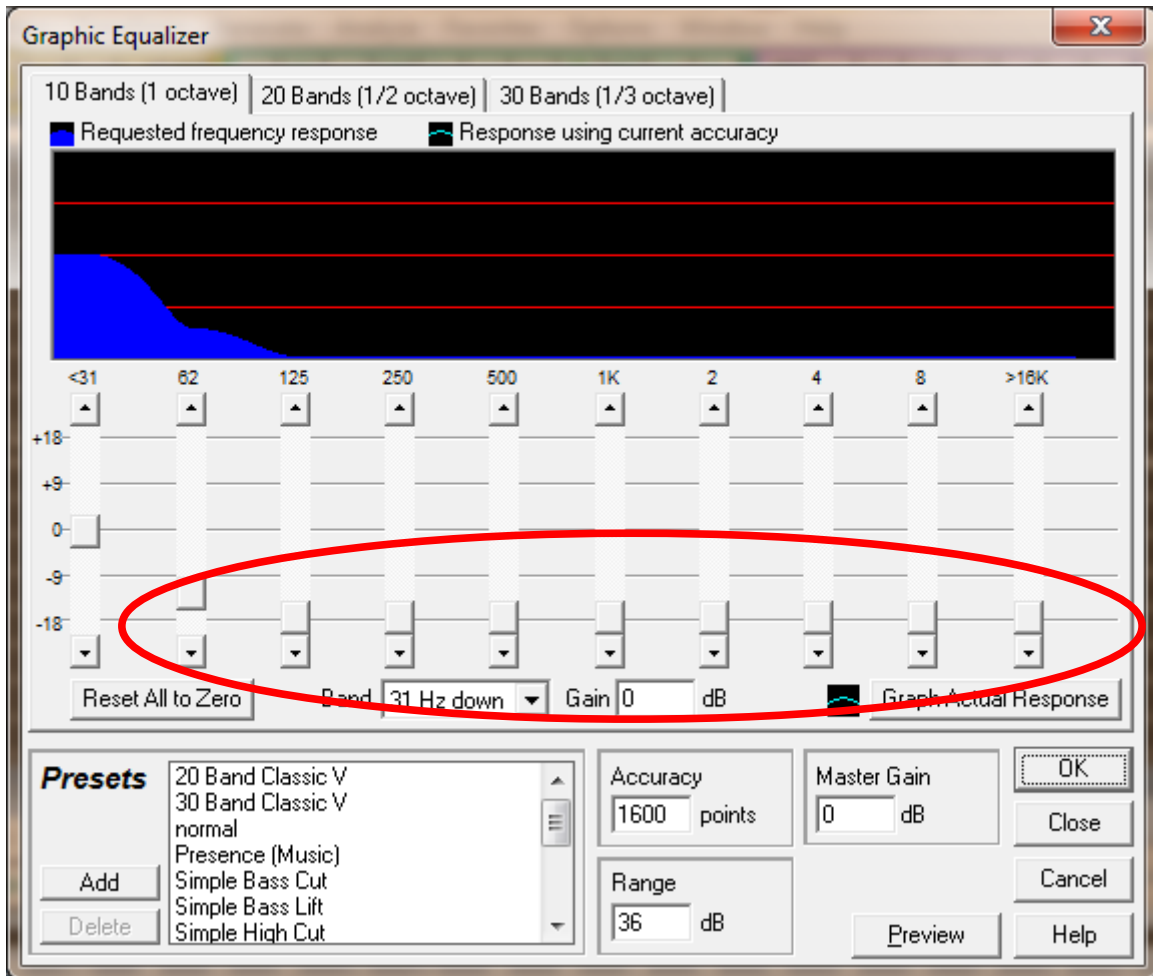 Graphic Equalizer
10 Bands (1 octave) 20 Bands (1/2 octave) 30 Bands (1/3 octave)
Requested frequency response Response using current accuracy
<31 62 125 250 500 1K 2 4 8 >16K
+18
+9
0
-9
-18
Reset All to Zero Band 31 Hz down Gain 0 dB Graph Actual Response
Presets
20 Band Classic V
30 Band Classic V
normal
Presence (Music)
Simple Bass Cut
Simple Bass Lift
Simple High Cut
Add
Delete
Accuracy
1600 points
Range
36 dB
Master Gain
0 dB
OK
Close
Cancel
Preview Help